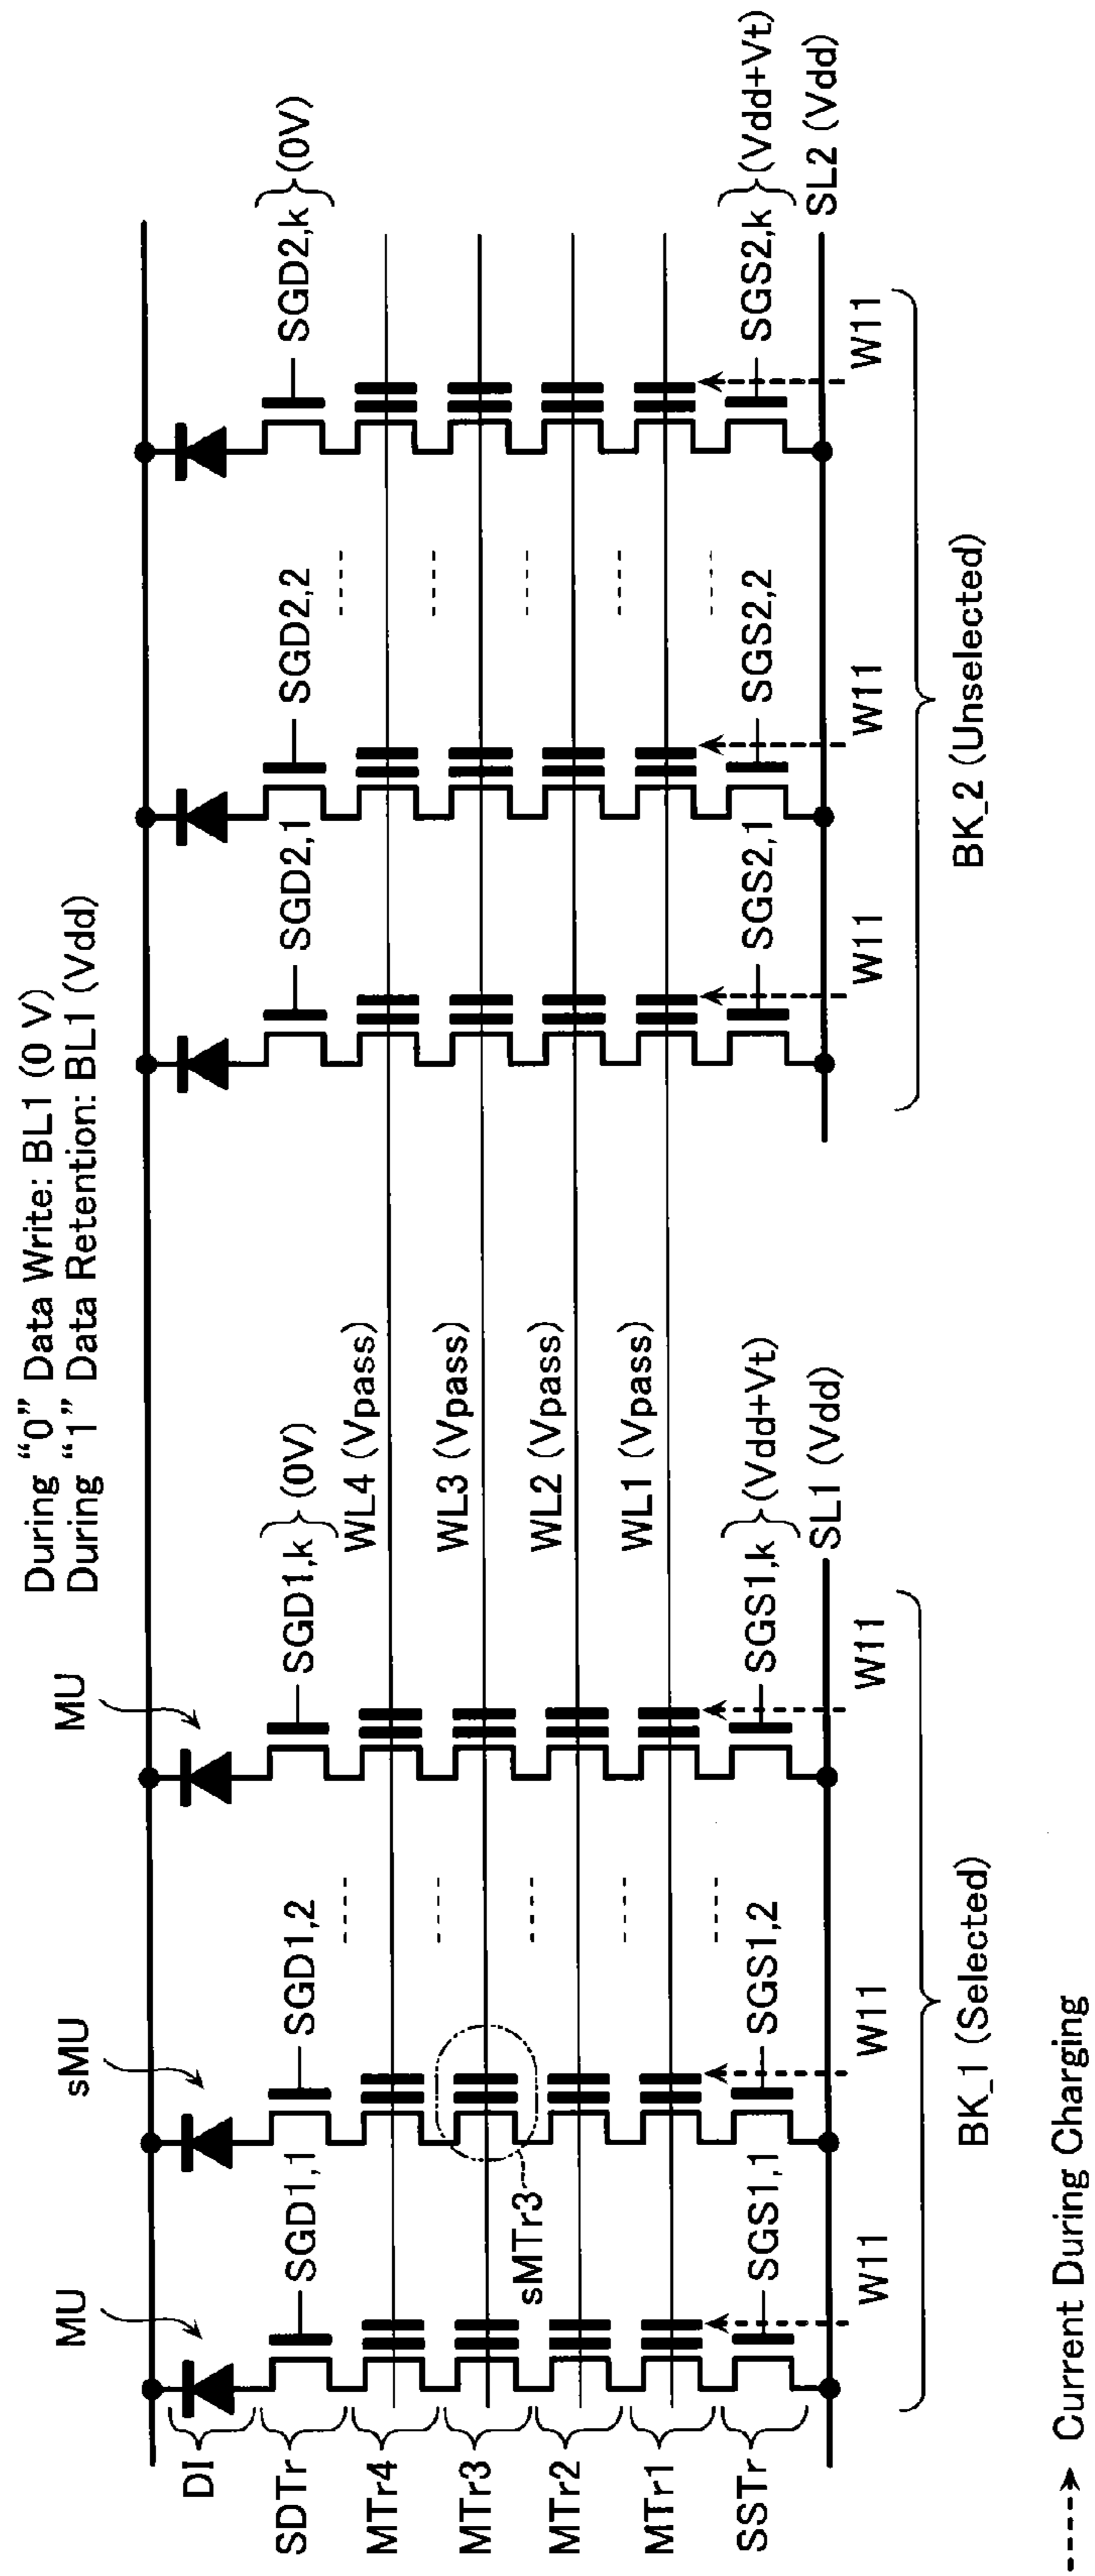 During “0” Data Write: BL1 (0 V)
During “1” Data Retention: BL1 (Vdd)
MU
sMU
MU
DI
SDTr
MTr4
MTr3
MTr2
MTr1
SSTr
SGD1,1
SGD1,2
SGD1,k
(0V)
SGD2,1
SGD2,2
SGD2,k
(0V)
WL4 (Vpass)
WL3 (Vpass)
WL2 (Vpass)
WL1 (Vpass)
sMTr3
SGS1,1
SGS1,2
SGS1,k
(Vdd+Vt)
SGS2,1
SGS2,2
SGS2,k
(Vdd+Vt)
SL1 (Vdd)
SL2 (Vdd)
W11
W11
W11
W11
W11
W11
BK_1 (Selected)
BK_2 (Unselected)
Current During Charging